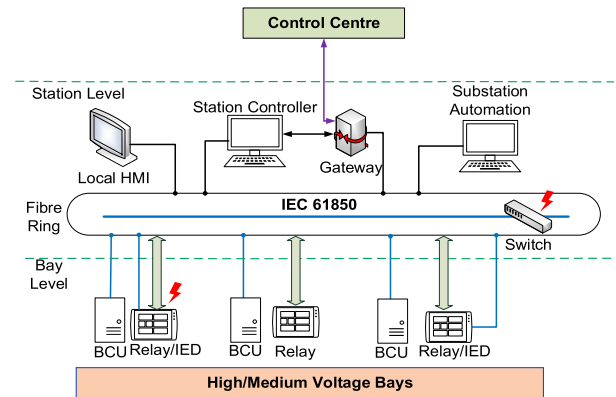 Control Centre
Station Level
Station Controller
Substation
Automation
Local HMI
Gateway
IEC 61850
Fibre
Ring
Switch
Bay
Level
BCU
Relay/IED
BCU
Relay
BCU
Relay/IED
High/Medium Voltage Bays